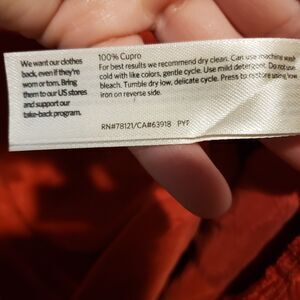 We want our clothes
back, even if they're
worn or torn. Bring
them to our US stores
and support our
take-back program.
100% Cupro
For best results we recommend dry clean. Can use machine wash
cold with like colors, gentle cycle. Use mild detergent. Do not use
bleach. Tumble dry low, delicate cycle. Press to restore using low
iron on reverse side.
RN#78121/CA#63918 PYF